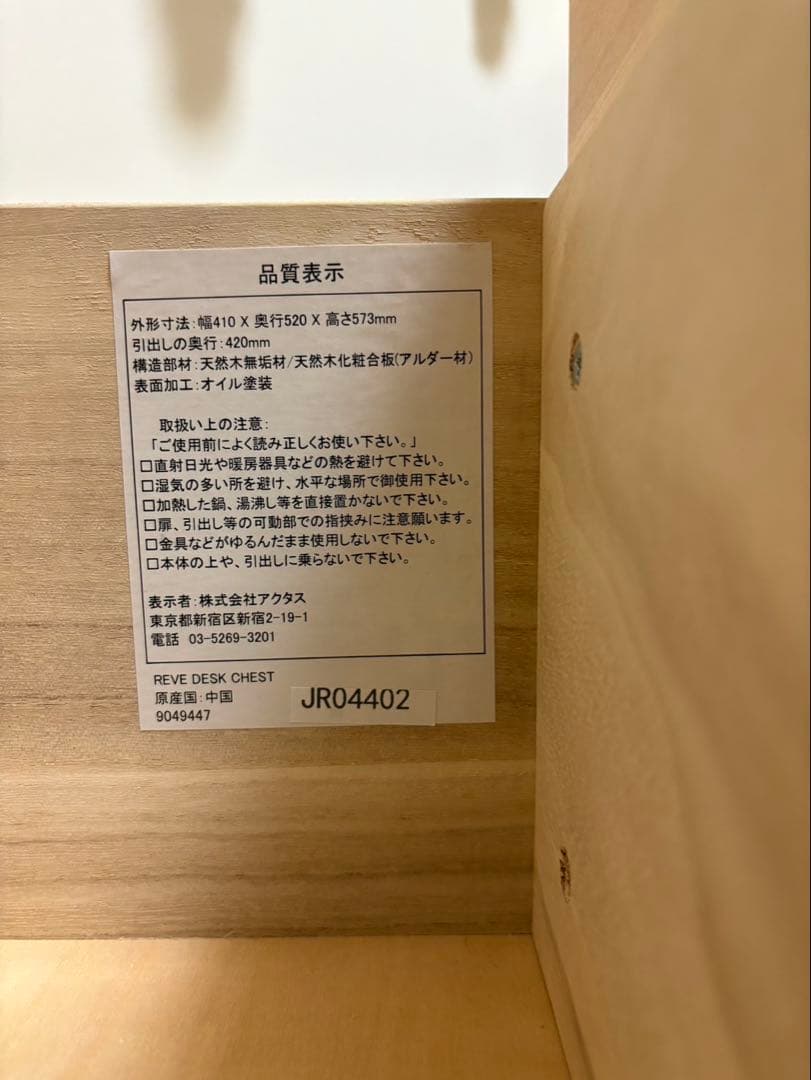 品質表示
外形寸法:幅410 X 奥行520 X 高さ573mm
引出しの奥行:420mm
構造部材:天然木無垢材/天然木化粧合板(アルダー材)
表面加工:オイル塗装
取扱い上の注意:
「ご使用前によく読み正しくお使い下さい。」
□直射日光や暖房器具などの熱を避けて下さい。
□湿気の多い所を避け、水平な場所で御使用下さい。
□加熱した鍋、湯沸し等を直接置かないで下さい。
□扉、引出し等の可動部での指挟みに注意願います。
□金具などがゆるんだまま使用しないで下さい。
□本体の上や、引出しに乗らないで下さい。
表示者:株式会社アクタス
東京都新宿区新宿2-19-1
電話 03-5269-3201
REVE DESK CHEST
原産国:中国
9049447
JR04402